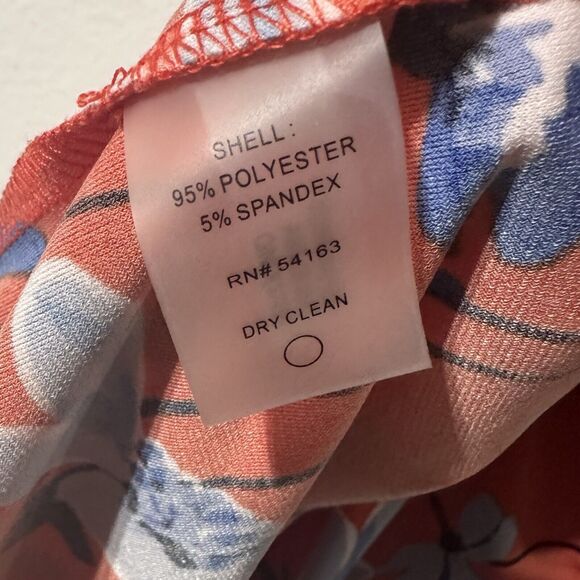 SHELL :
95% POLYESTER
5% SPANDEX
RN# 54163
DRY CLEAN